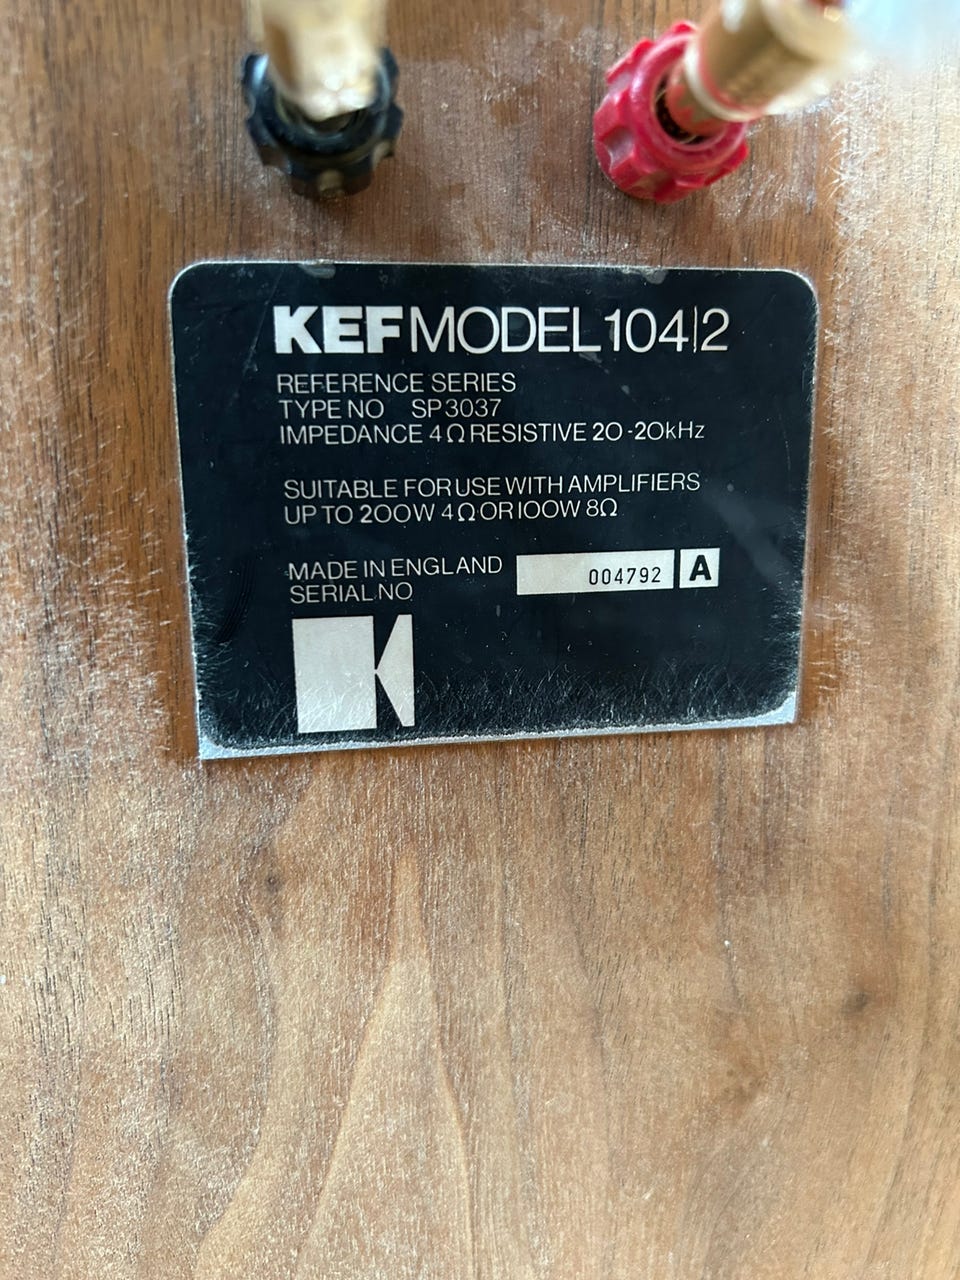 KEF MODEL 104|2
REFERENCE SERIES
TYPE NO SP3037
IMPEDANCE 4Ω RESISTIVE 20-20kHz
SUITABLE FOR USE WITH AMPLIFIERS
UP TO 200W 4Ω OR 100W 8Ω
MADE IN ENGLAND
SERIAL NO 004792 A